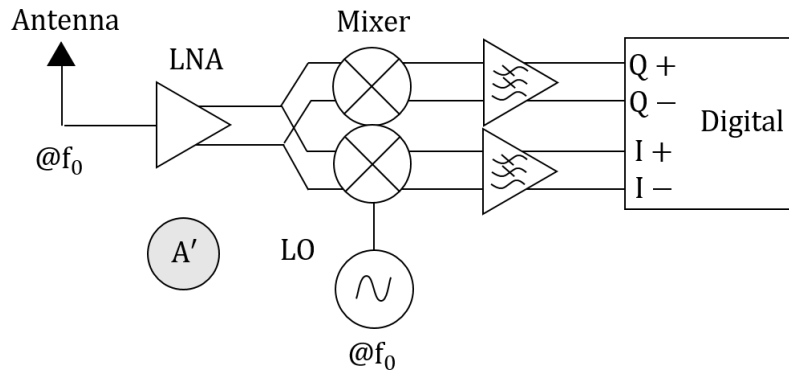 Antenna
LNA
Mixer
@f₀
Q +
Q −
I +
I −
Digital
A′
LO
@f₀